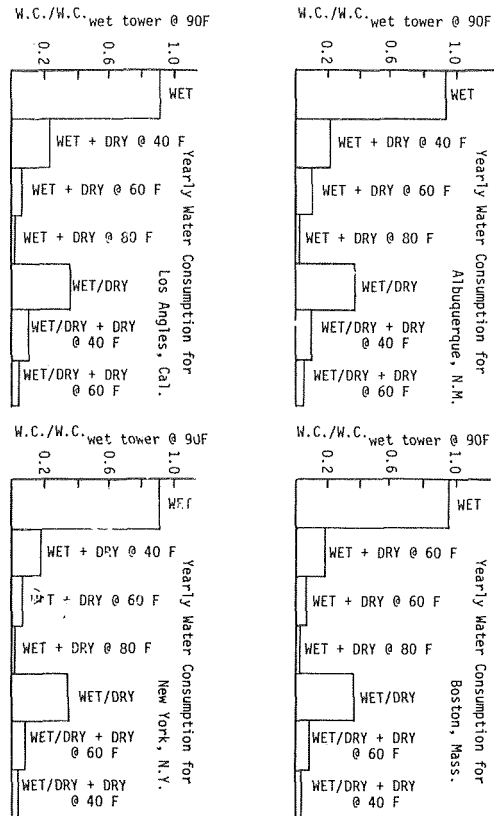 W.C./W.C. wet tower @ 90F
0.2 0.6 1.0
WET
WET + DRY @ 40 F
WET + DRY @ 60 F
WET + DRY @ 80 F
WET/DRY
WET/DRY + DRY
@ 40 F
WET/DRY + DRY
@ 60 F
Yearly Water Consumption for
Los Angles, Cal.
W.C./W.C. wet tower @ 90F
0.2 0.6 1.0
WET
WET + DRY @ 40 F
WET + DRY @ 60 F
WET + DRY @ 80 F
WET/DRY
WET/DRY + DRY
@ 40 F
WET/DRY + DRY
@ 60 F
Yearly Water Consumption for
Albuquerque, N.M.
W.C./W.C. wet tower @ 90F
0.2 0.6 1.0
WET
WET + DRY @ 40 F
WET + DRY @ 60 F
WET + DRY @ 80 F
WET/DRY
WET/DRY + DRY
@ 60 F
WET/DRY + DRY
@ 40 F
Yearly Water Consumption for
New York, N.Y.
W.C./W.C. wet tower @ 90F
0.2 0.6 1.0
WET
WET + DRY @ 60 F
WET + DRY @ 60 F
WET + DRY @ 80 F
WET/DRY
WET/DRY + DRY
@ 60 F
WET/DRY + DRY
@ 40 F
Yearly Water Consumption for
Boston, Mass.